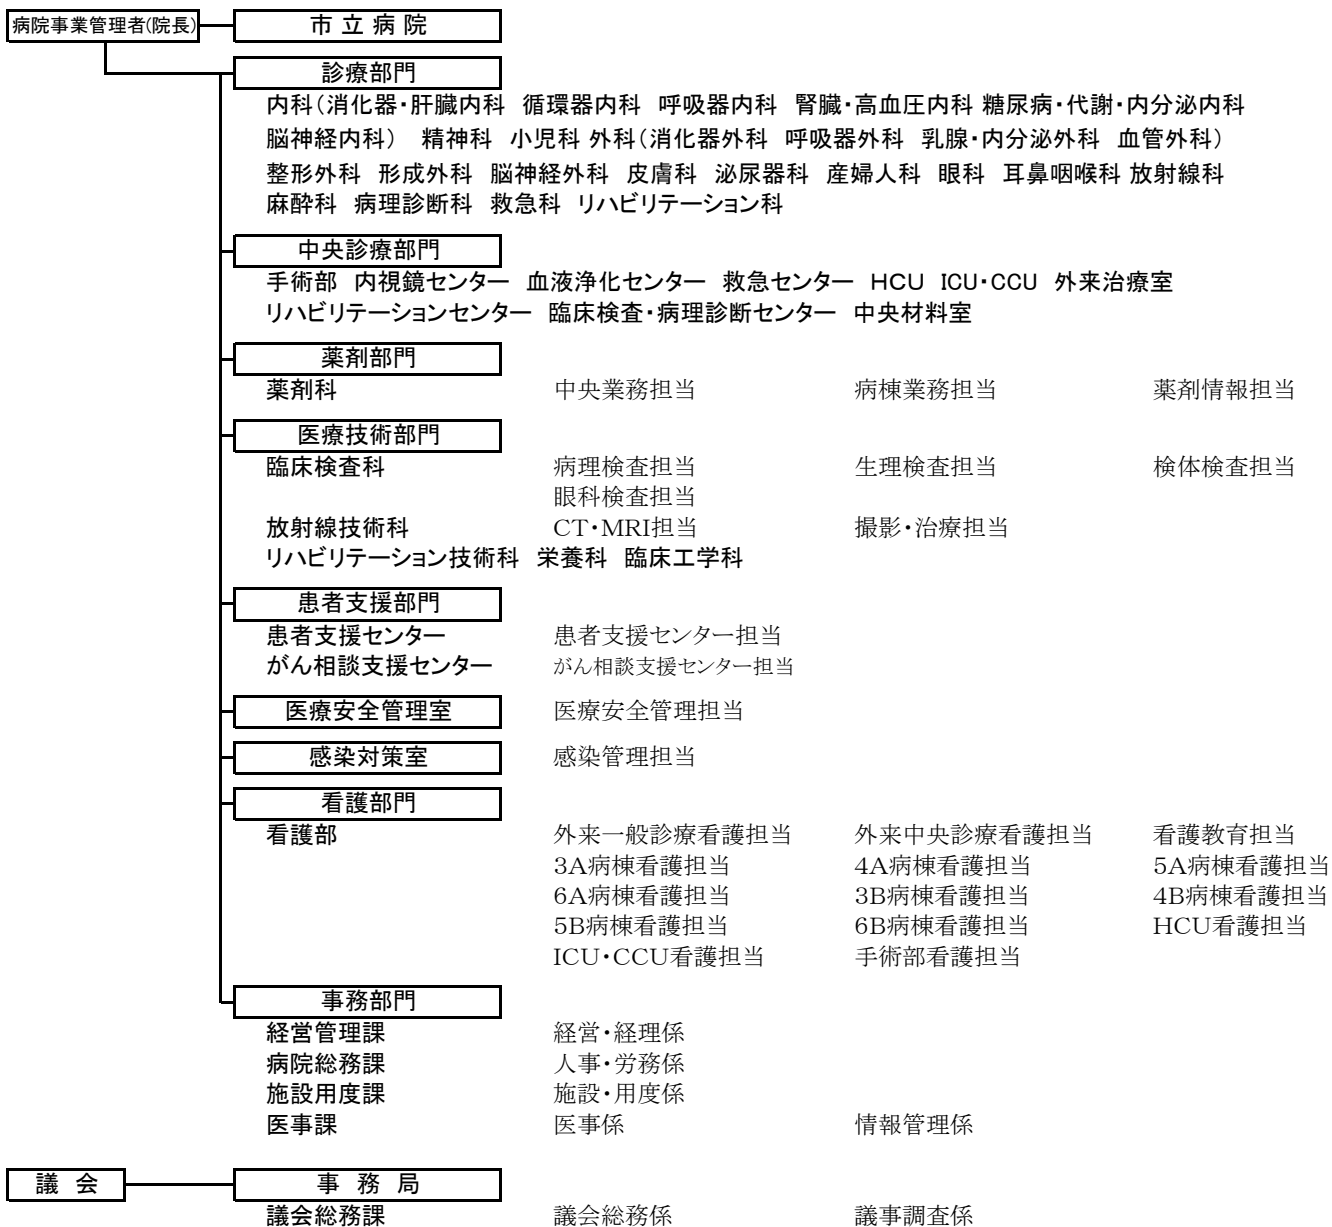 病院事業管理者(院長) 市 立 病 院
診療部門
内科（消化器・肝臓内科　循環器内科　呼吸器内科　腎臓・高血圧内科 糖尿病・代謝・内分泌内科
脳神経内科）　精神科　小児科 外科（消化器外科　呼吸器外科　乳腺・内分泌外科　血管外科）
整形外科　形成外科　脳神経外科　皮膚科　泌尿器科　産婦人科　眼科　耳鼻咽喉科 放射線科
麻酔科　病理診断科　救急科　リハビリテーション科
中央診療部門
手術部　内視鏡センター　血液浄化センター　救急センター　HCU　ICU・CCU　外来治療室
リハビリテーションセンター　臨床検査・病理診断センター　中央材料室
薬剤部門
薬剤科　中央業務担当　病棟業務担当　薬剤情報担当
医療技術部門
臨床検査科　病理検査担当　生理検査担当　検体検査担当
眼科検査担当
放射線技術科　CT・MRI担当　撮影・治療担当
リハビリテーション技術科　栄養科　臨床工学科
患者支援部門
患者支援センター　患者支援センター担当
がん相談支援センター　がん相談支援センター担当
医療安全管理室　医療安全管理担当
感染対策室　感染管理担当
看護部門
看護部　外来一般診療看護担当　外来中央診療看護担当　看護教育担当
3A病棟看護担当　4A病棟看護担当　5A病棟看護担当
6A病棟看護担当　3B病棟看護担当　4B病棟看護担当
5B病棟看護担当　6B病棟看護担当　HCU看護担当
ICU・CCU看護担当　手術部看護担当
事務部門
経営管理課　経営・経理係
病院総務課　人事・労務係
施設用度課　施設・用度係
医事課　医事係　情報管理係
議　会　事　務　局
議会総務課　議会総務係　議事調査係